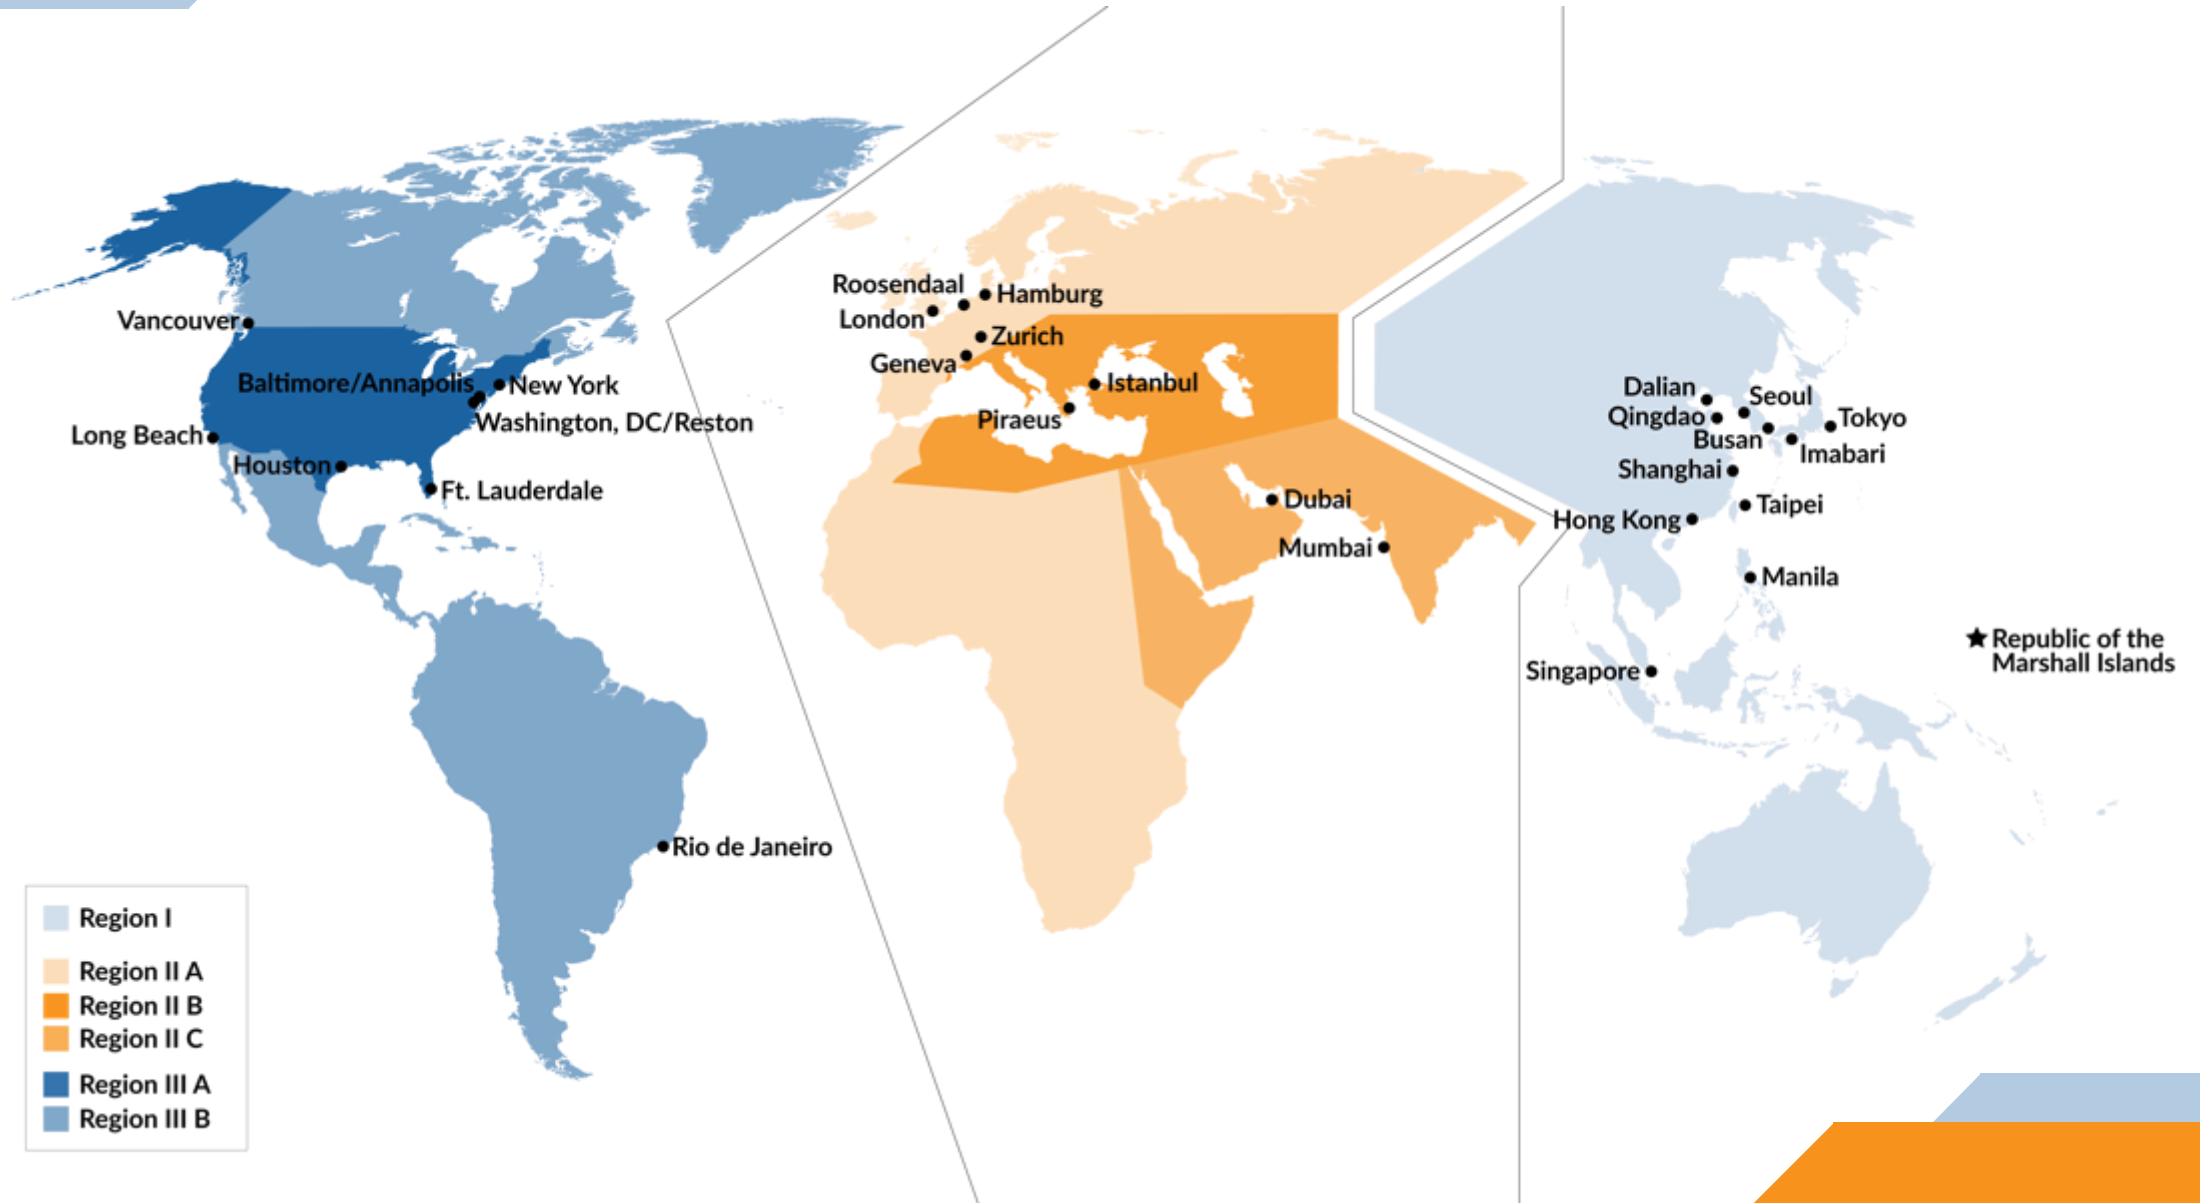 Roosendaal
Hamburg
London
Vancouver
Zurich
Geneva
Baltimore/Annapolis
New York
Istanbul
Dalian
Seoul
Piraeus
Qingdao
Tokyo
Washington, DC/Reston
Long Beach
Busan
Imabari
Houston
Shanghai
Ft. Lauderdale
Dubai
Taipei
Hong Kong
Mumbai
Manila
Republic of the
Marshall Islands
Singapore
Rio de Janeiro
Region I
Region II A
Region II B
Region II C
Region III A
Region III B